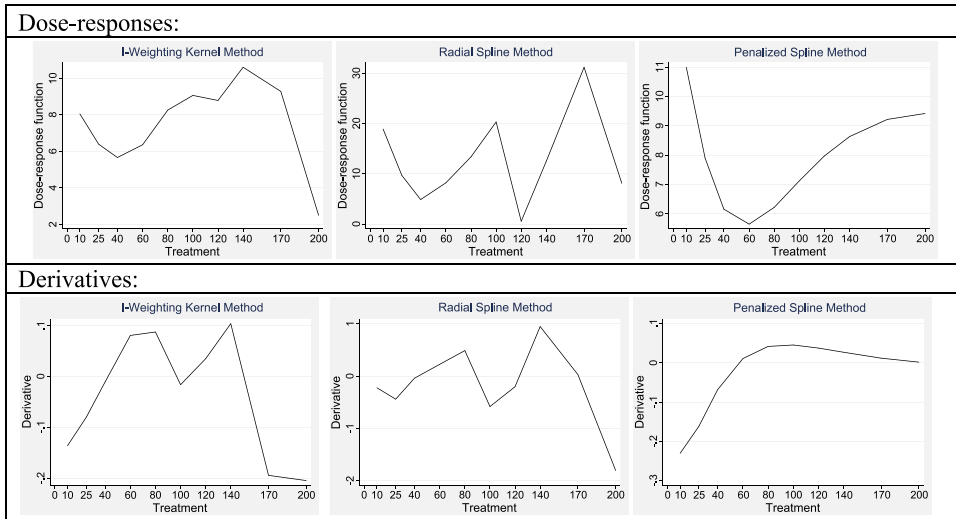 Dose-responses:
I-Weighting Kernel Method
Dose-response function
2 4 6 8 10
0 10 25 40 60 80 100 120 140 170 200
Treatment
Radial Spline Method
Dose-response function
0 10 20 30
0 10 25 40 60 80 100 120 140 170 200
Treatment
Penalized Spline Method
Dose-response function
6 7 8 9 10 11
0 10 25 40 60 80 100 120 140 170 200
Treatment
Derivatives:
I-Weighting Kernel Method
Derivative
-.2 -.1 0 .1
0 10 25 40 60 80 100 120 140 170 200
Treatment
Radial Spline Method
Derivative
-2 -1 0 1
0 10 25 40 60 80 100 120 140 170 200
Treatment
Penalized Spline Method
Derivative
-.3 -.2 -.1 0 .1
0 10 25 40 60 80 100 120 140 170 200
Treatment